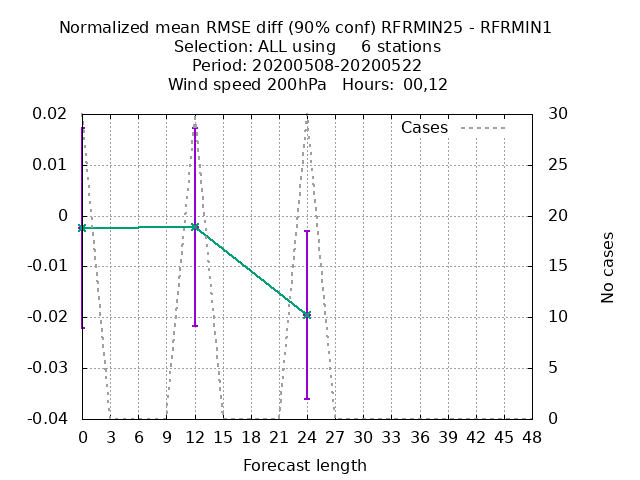 Normalized mean RMSE diff (90% conf) RFRMIN25 - RFRMIN1
Selection: ALL using 6 stations
Period: 20200508-20200522
Wind speed 200hPa Hours: 00,12
Cases
0.02
0.01
0
-0.01
-0.02
-0.03
-0.04
30
25
20
15
10
5
0
No cases
0 3 6 9 12 15 18 21 24 27 30 33 36 39 42 45 48
Forecast length